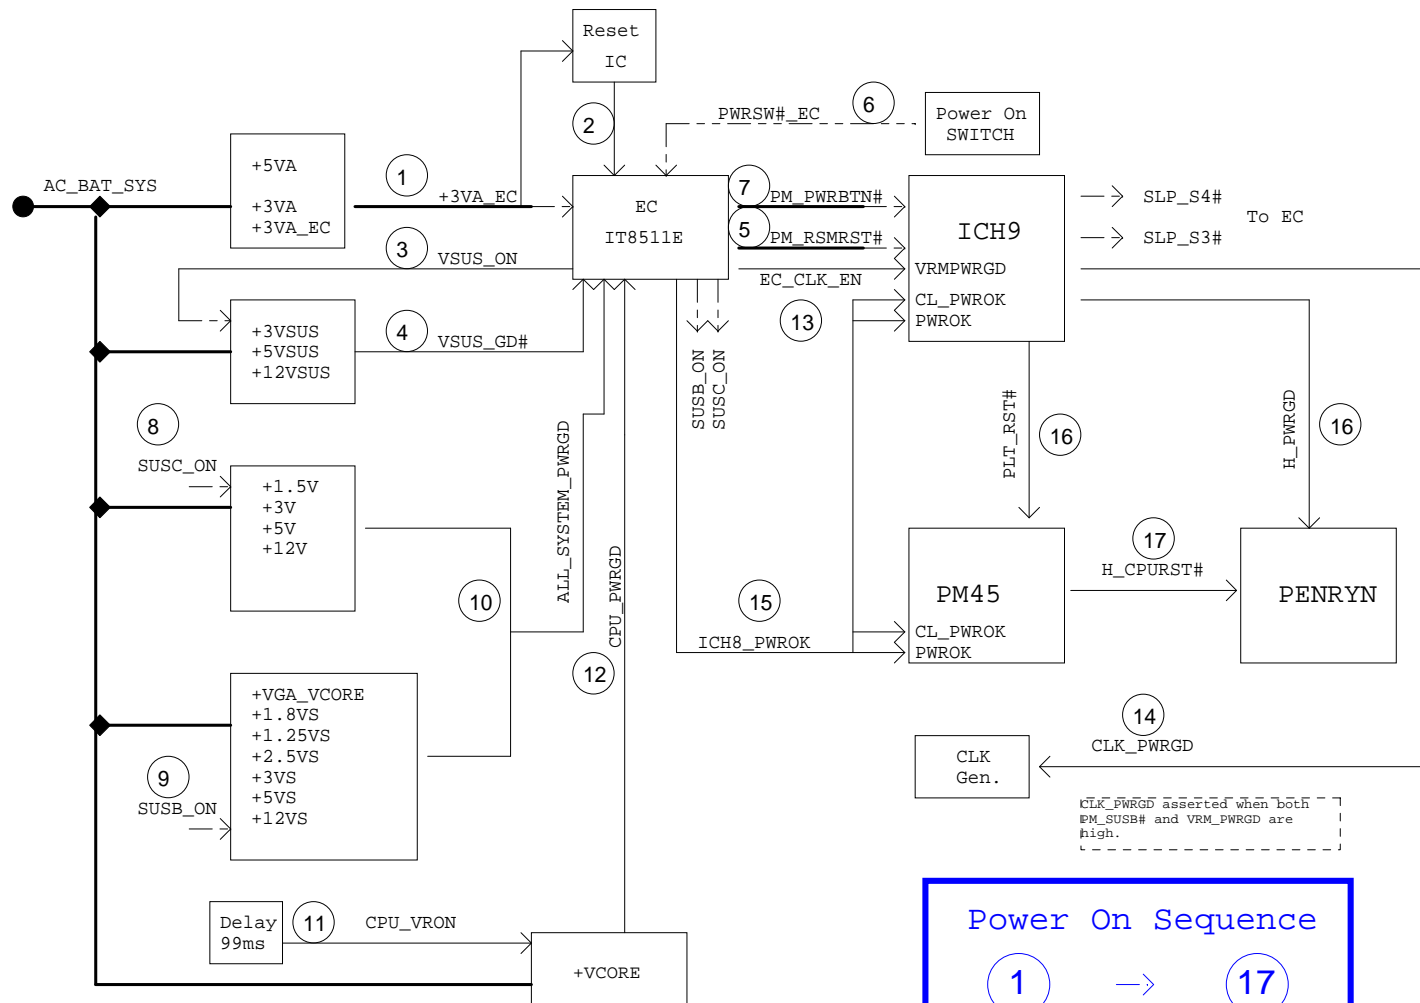 Reset
IC
2
PWRSW#_EC
6
Power On
SWITCH
AC_BAT_SYS
+5VA
+3VA
+3VA_EC
1
+3VA_EC
EC
IT8511E
7
PM_PWRBTN#
5
PM_RSMRST#
EC_CLK_EN
13
ICH9
VRMPWRGD
CL_PWROK
PWROK
SLP_S4#
SLP_S3#
To EC
3
VSUS_ON
+3VSUS
+5VSUS
+12VSUS
4
VSUS_GD#
SUSB_ON
SUSC_ON
PLT_RST#
16
H_PWRGD
16
8
SUSC_ON
+1.5V
+3V
+5V
+12V
10
ALL_SYSTEM_PWRGD
CPU_PWRGD
12
15
ICH8_PWROK
PM45
CL_PWROK
PWROK
17
H_CPURST#
PENRYN
+VGA_VCORE
+1.8VS
+1.25VS
+2.5VS
+3VS
+5VS
+12VS
9
SUSB_ON
14
CLK_PWRGD
CLK
Gen.
CLK_PWRGD asserted when both
PM_SUSB# and VRM_PWRGD are
high.
Delay
99ms
11
CPU_VRON
+VCORE
Power On Sequence
1
17